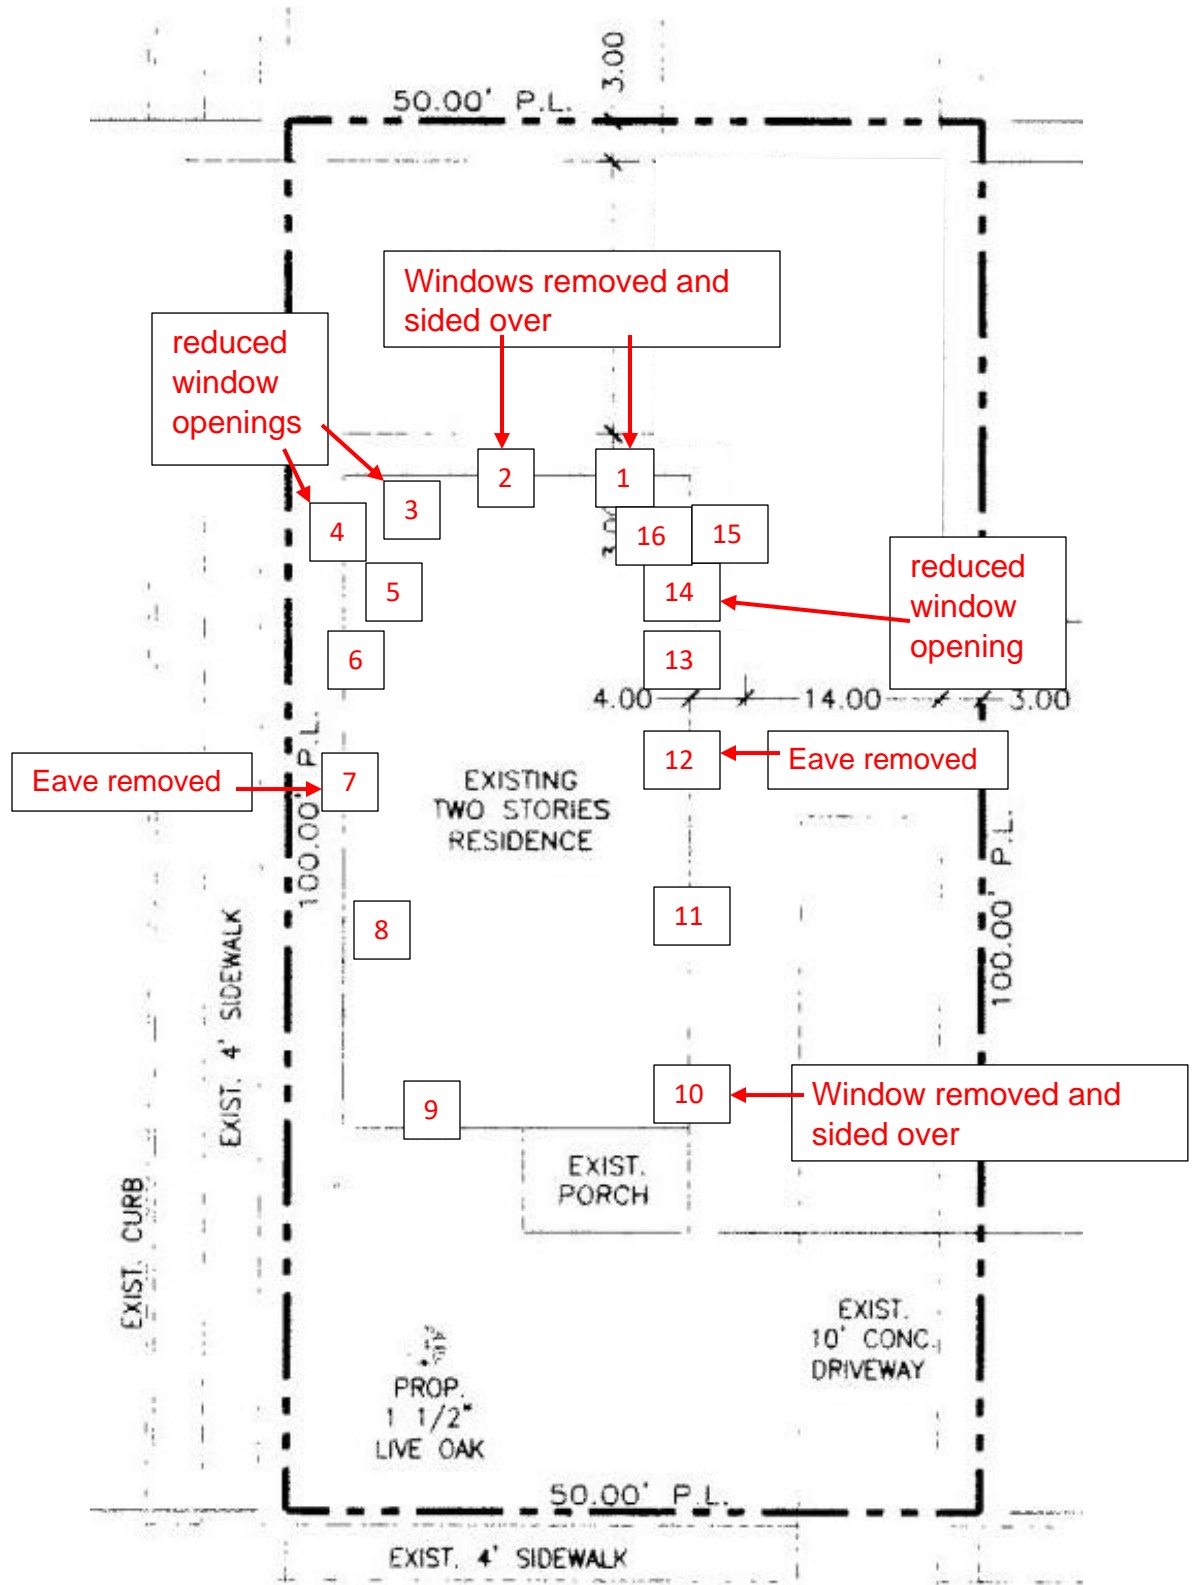 3.00
50.00' P.L.
Windows removed and
sided over
reduced
window
openings
2
1
3
4
16
15
3.00
5
14
reduced
window
opening
6
13
4.00
14.00
3.00
Eave removed
7
100.00' P.L.
12
Eave removed
EXISTING
TWO STORIES
RESIDENCE
8
11
100.00' P.L.
EXIST. 4' SIDEWALK
9
10
Window removed and
sided over
EXIST.
PORCH
EXIST. CURB
EXIST.
10' CONC.
DRIVEWAY
PROP.
1 1/2"
LIVE OAK
50.00' P.L.
EXIST. 4' SIDEWALK